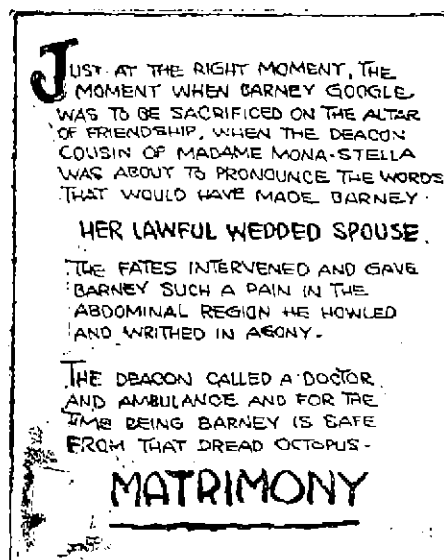 JUST AT THE RIGHT MOMENT, THE
MOMENT WHEN BARNEY GOOGLE
WAS TO BE SACRIFICED ON THE ALTAR
OF FRIENDSHIP, WHEN THE DEACON
COUSIN OF MADAME MONA-STELLA
WAS ABOUT TO PRONOUNCE THE WORDS
THAT WOULD HAVE MADE BARNEY
HER LAWFUL WEDDED SPOUSE.
THE FATES INTERVENED AND GAVE
BARNEY SUCH A PAIN IN THE
ABDOMINAL REGION HE HOWLED
AND WRITHED IN AGONY-
THE DEACON CALLED A DOCTOR
AND AMBULANCE AND FOR THE
TIME BEING BARNEY IS SAFE
FROM THAT DREAD OCTOPUS-
MATRIMONY